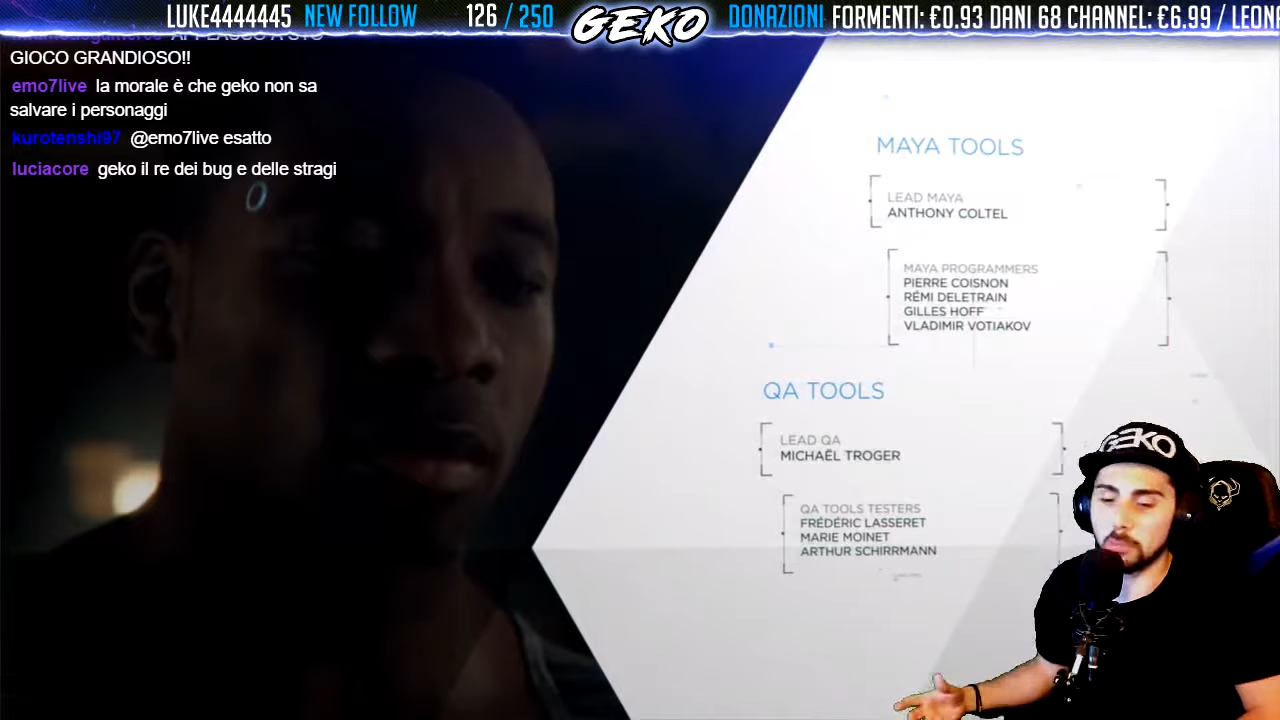 LUKE4444445 NEW FOLLOW 126 / 250 GEKO DONAZIONI FORMENTI: €0.93 DANI 68 CHANNEL: €6.99 / LEON
GIOCO GRANDIOSO!!
emo7live la morale è che geko non sa
salvare i personaggi
kurotenshi97 @emo7live esatto
luciacore geko il re dei bug e delle stragi
MAYA TOOLS
LEAD MAYA
ANTHONY COLTEL
MAYA PROGRAMMERS
PIERRE COISNON
RÉMI DELETRAIN
GILLES HOFF
VLADIMIR VOTIAKOV
QA TOOLS
LEAD QA
MICHAËL TROGER
QA TOOLS TESTERS
FRÉDÉRIC LASSERET
MARIE MOINET
ARTHUR SCHIRRMANN
GEKO